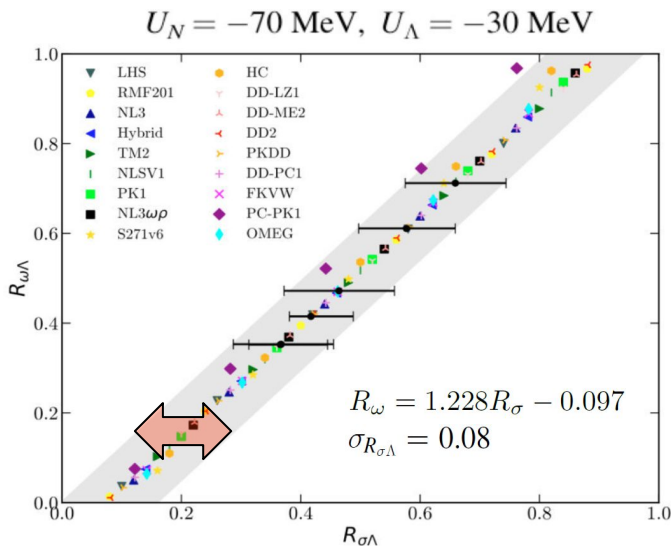 U_N = −70 MeV, U_Λ = −30 MeV
1.0
0.8
0.6
0.4
0.2
0.0
R_ωΛ
LHS
RMF201
NL3
Hybrid
TM2
NLSV1
PK1
NL3ωρ
S271v6
HC
DD-LZ1
DD-ME2
DD2
PKDD
DD-PC1
FKVW
PC-PK1
OMEG
R_ω = 1.228R_σ − 0.097
σ_{R_σΛ} = 0.08
0.0 0.2 0.4 0.6 0.8 1.0
R_σΛ